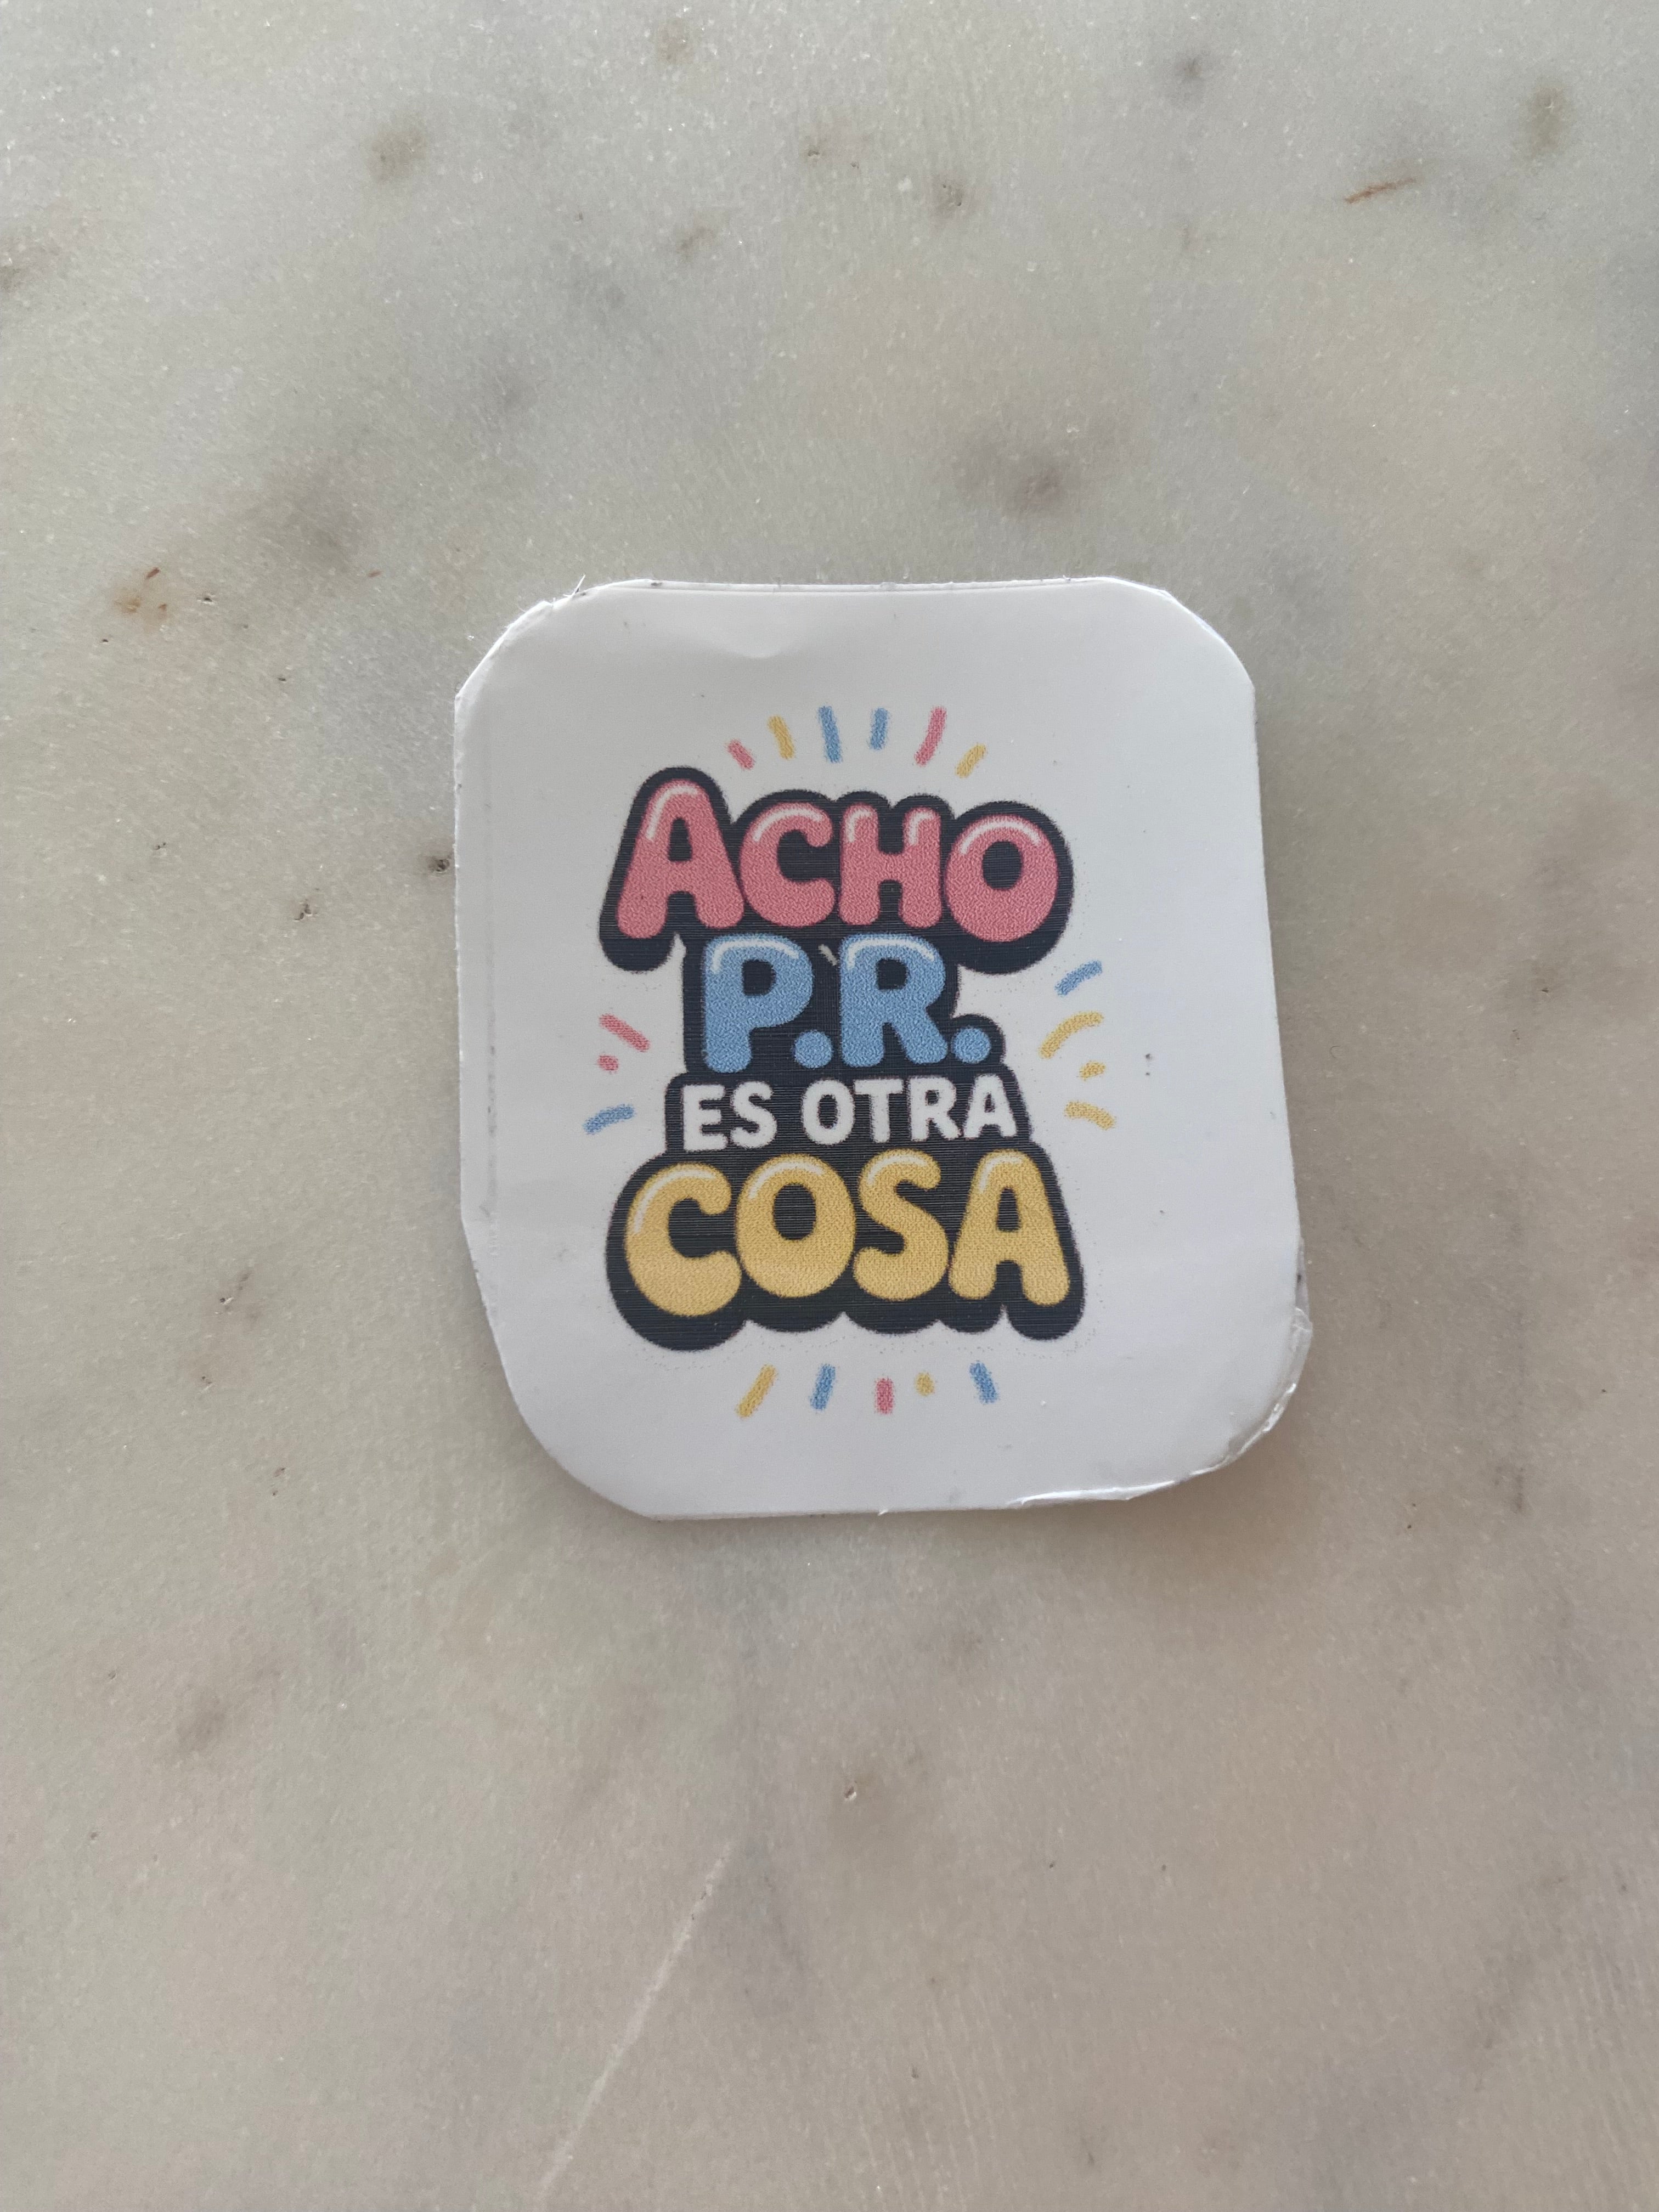 ACHO
P.R.
ES OTRA
COSA